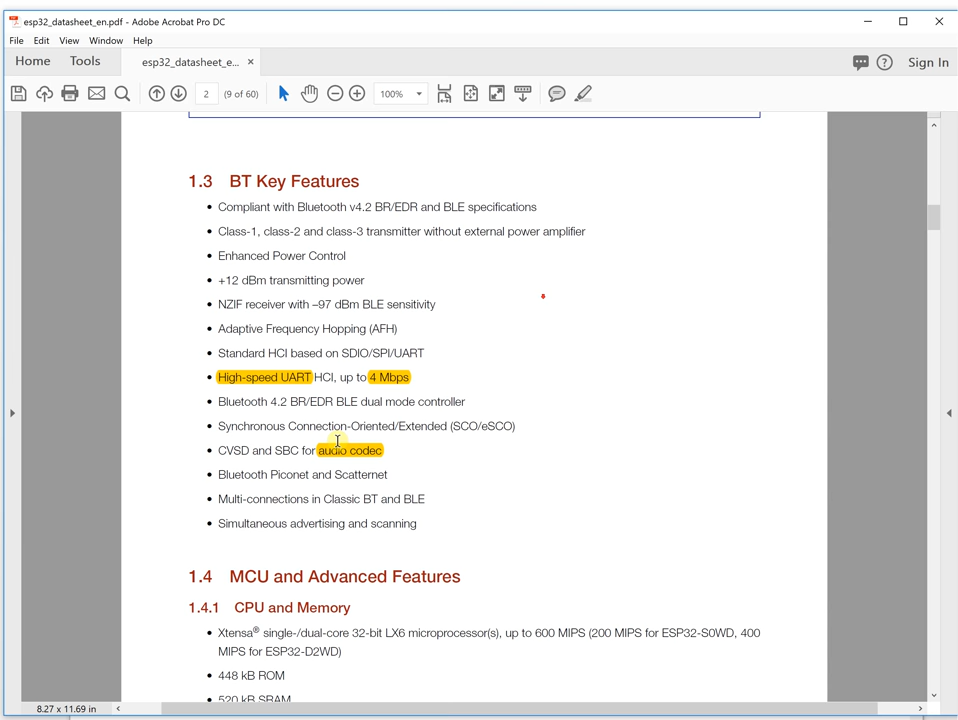 esp32_datasheet_en.pdf - Adobe Acrobat Pro DC
File Edit View Window Help
Home Tools esp32_datasheet_e... × Sign In
2 (9 of 60) 100%
1.3 BT Key Features
• Compliant with Bluetooth v4.2 BR/EDR and BLE specifications
• Class-1, class-2 and class-3 transmitter without external power amplifier
• Enhanced Power Control
• +12 dBm transmitting power
• NZIF receiver with –97 dBm BLE sensitivity
• Adaptive Frequency Hopping (AFH)
• Standard HCI based on SDIO/SPI/UART
• High-speed UART HCI, up to 4 Mbps
• Bluetooth 4.2 BR/EDR BLE dual mode controller
• Synchronous Connection-Oriented/Extended (SCO/eSCO)
• CVSD and SBC for audio codec
• Bluetooth Piconet and Scatternet
• Multi-connections in Classic BT and BLE
• Simultaneous advertising and scanning
1.4 MCU and Advanced Features
1.4.1 CPU and Memory
• Xtensa® single-/dual-core 32-bit LX6 microprocessor(s), up to 600 MIPS (200 MIPS for ESP32-S0WD, 400
MIPS for ESP32-D2WD)
• 448 kB ROM
• 520 kB SRAM
8.27 x 11.69 in